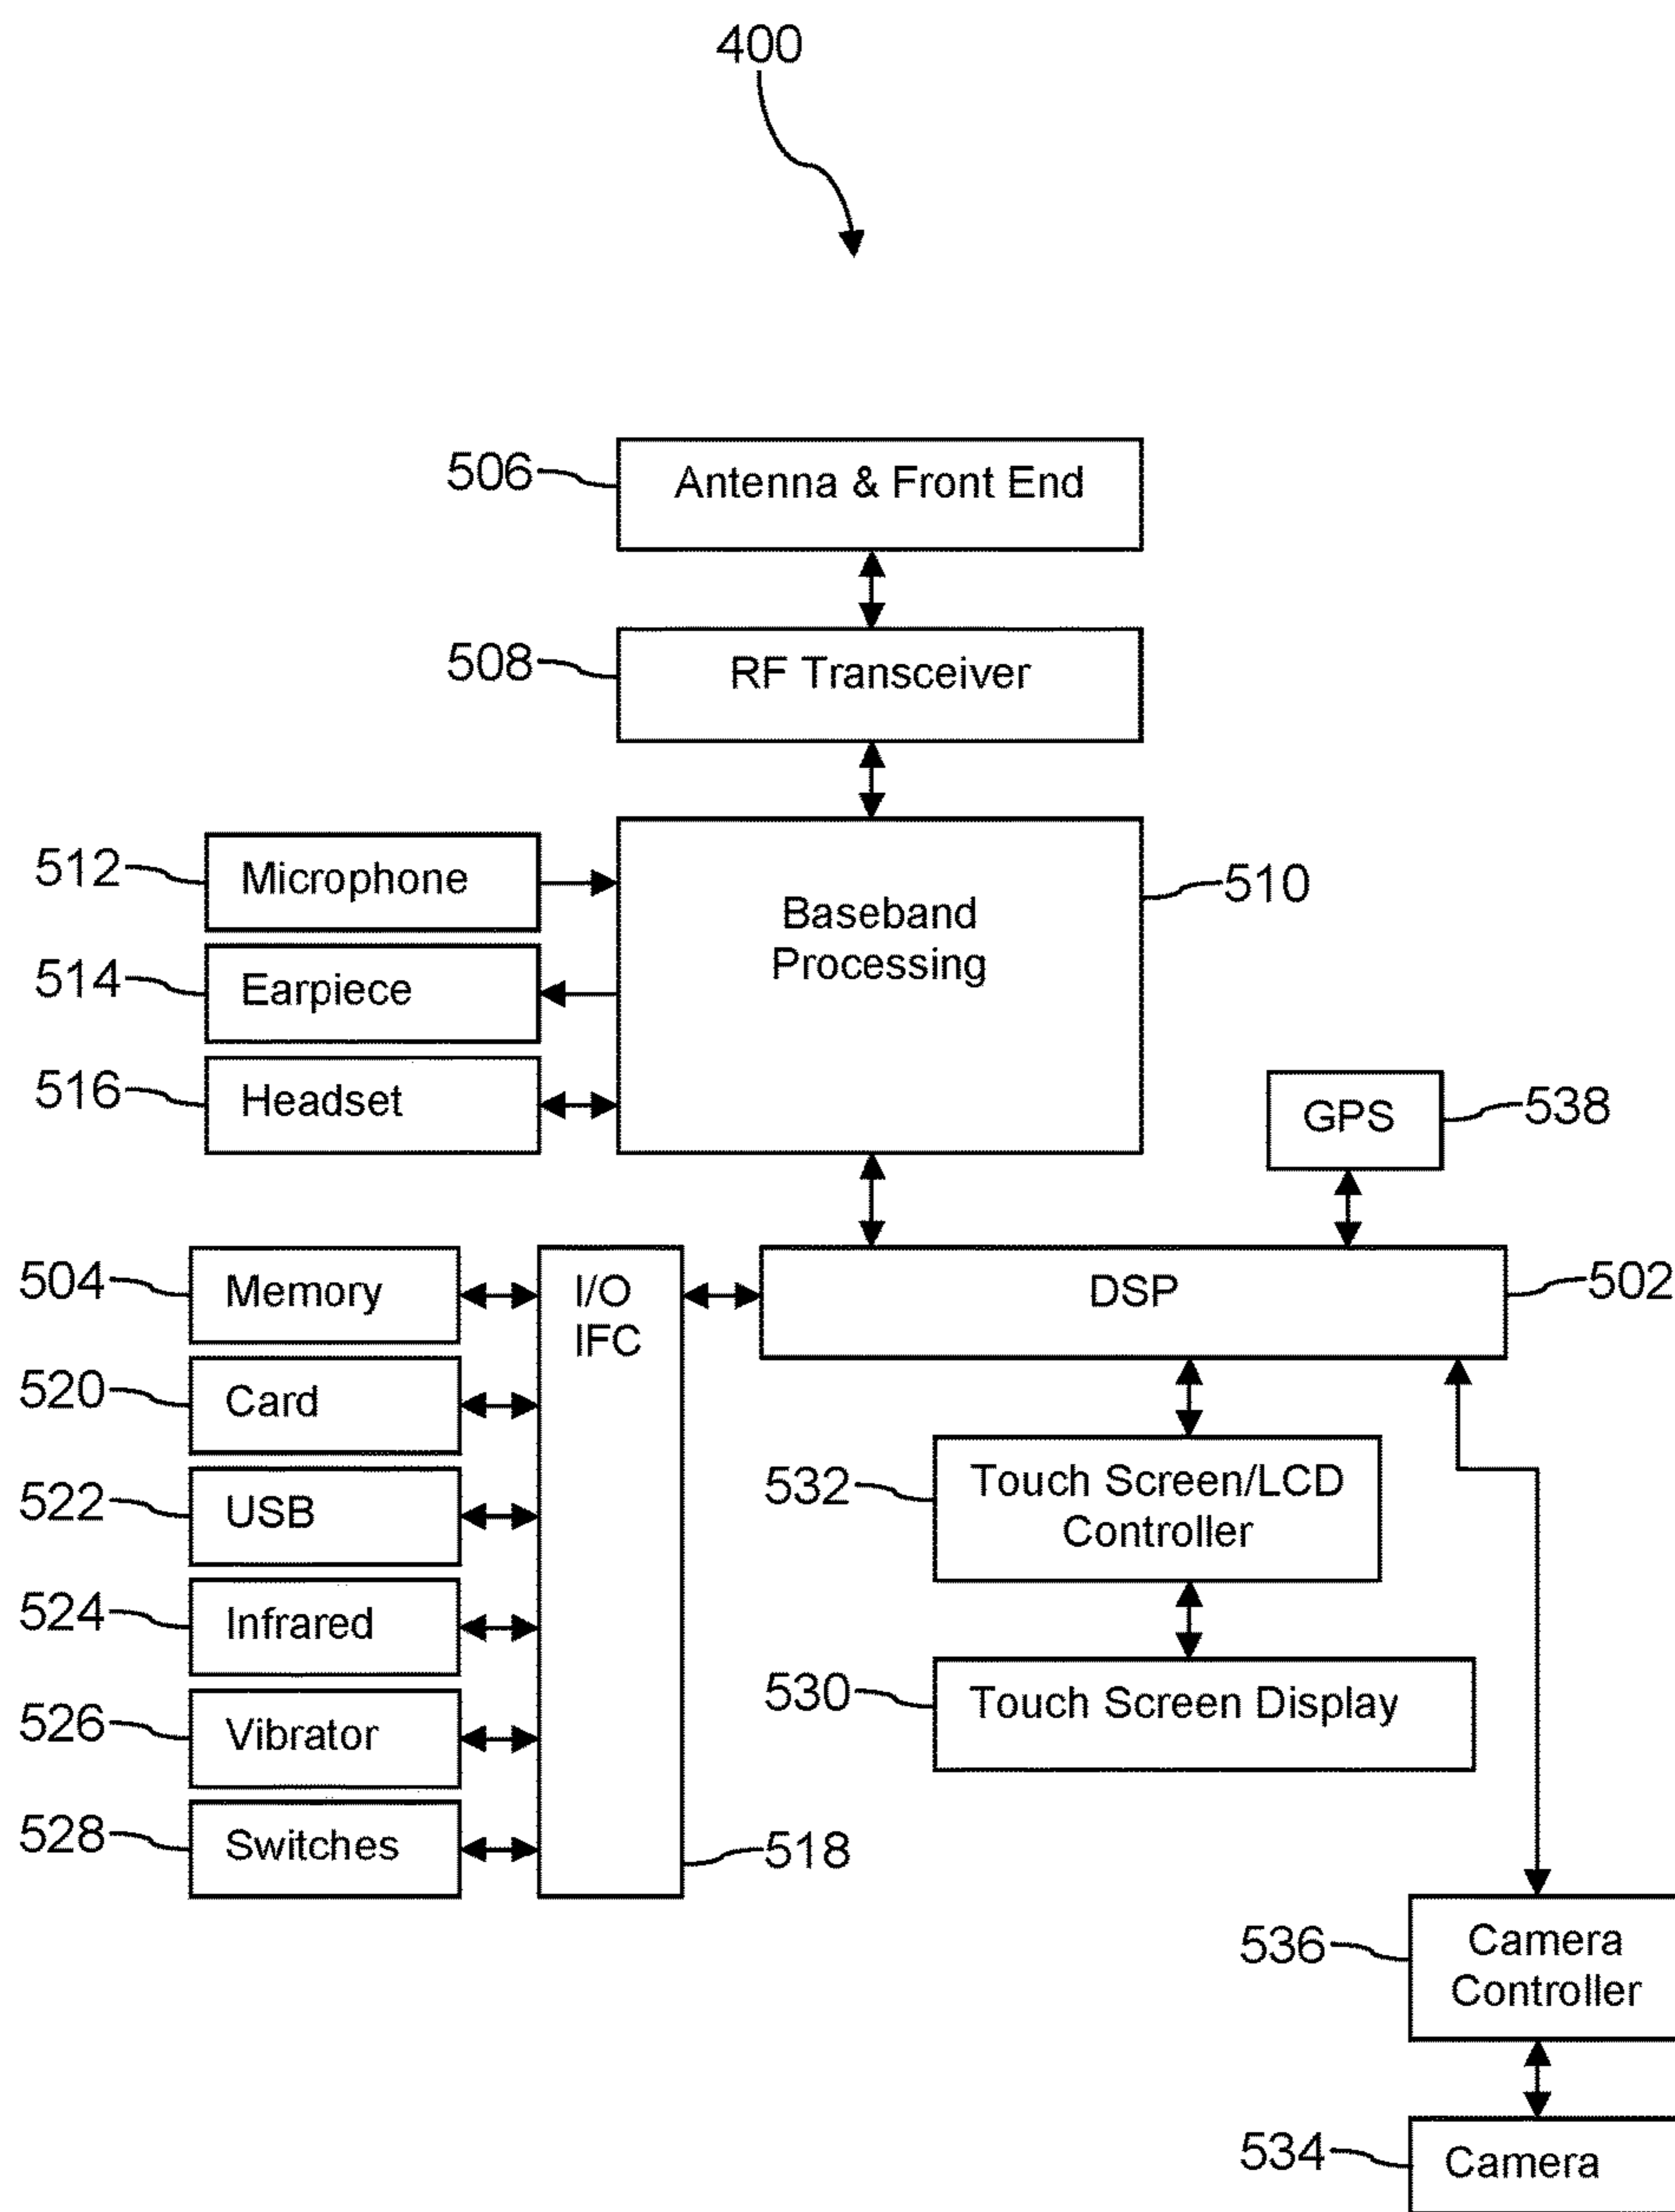 400
506
Antenna & Front End
508
RF Transceiver
512
Microphone
Baseband
Processing
510
514
Earpiece
516
Headset
GPS
538
504
Memory
I/O
IFC
DSP
502
520
Card
522
USB
532
Touch Screen/LCD
Controller
524
Infrared
530
Touch Screen Display
526
Vibrator
528
Switches
518
536
Camera
Controller
534
Camera